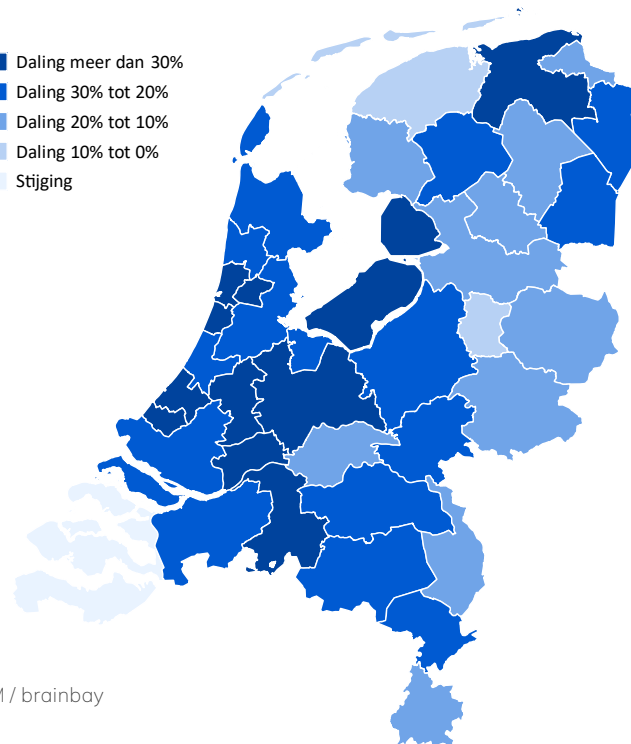 Daling meer dan 30%
Daling 30% tot 20%
Daling 20% tot 10%
Daling 10% tot 0%
Stijging
/ brainbay